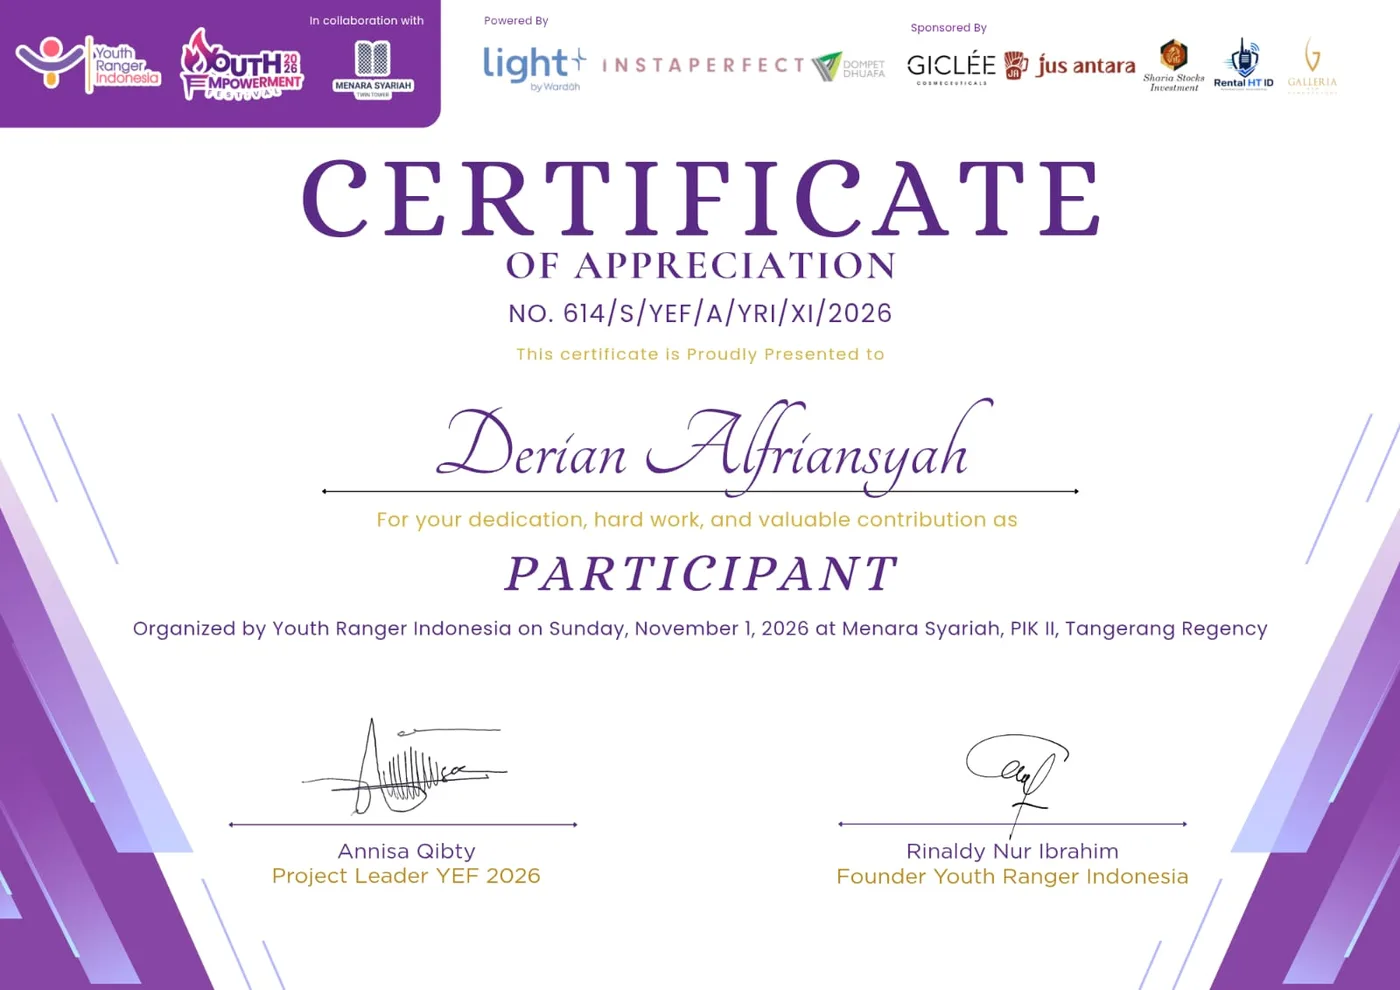 In collaboration with
Youth
Ranger
Indonesia
YOUTH 2026
EMPOWERMENT
FESTIVAL
MENARA SYARIAH
TWIN TOWER
Powered By
light+
by Wardah
INSTAPERFECT
DOMPET
DHUAFA
Sponsored By
GICLÉE
COSMECEUTICALS
JA
jus antara
Sharia Stocks
Investment
Rental HT ID
GALLERIA
CERTIFICATE
OF APPRECIATION
NO. 614/S/YEF/A/YRI/XI/2026
This certificate is Proudly Presented to
Derian Alfriansyah
For your dedication, hard work, and valuable contribution as
PARTICIPANT
Organized by Youth Ranger Indonesia on Sunday, November 1, 2026 at Menara Syariah, PIK II, Tangerang Regency
Annisa Qibty
Project Leader YEF 2026
Rinaldy Nur Ibrahim
Founder Youth Ranger Indonesia